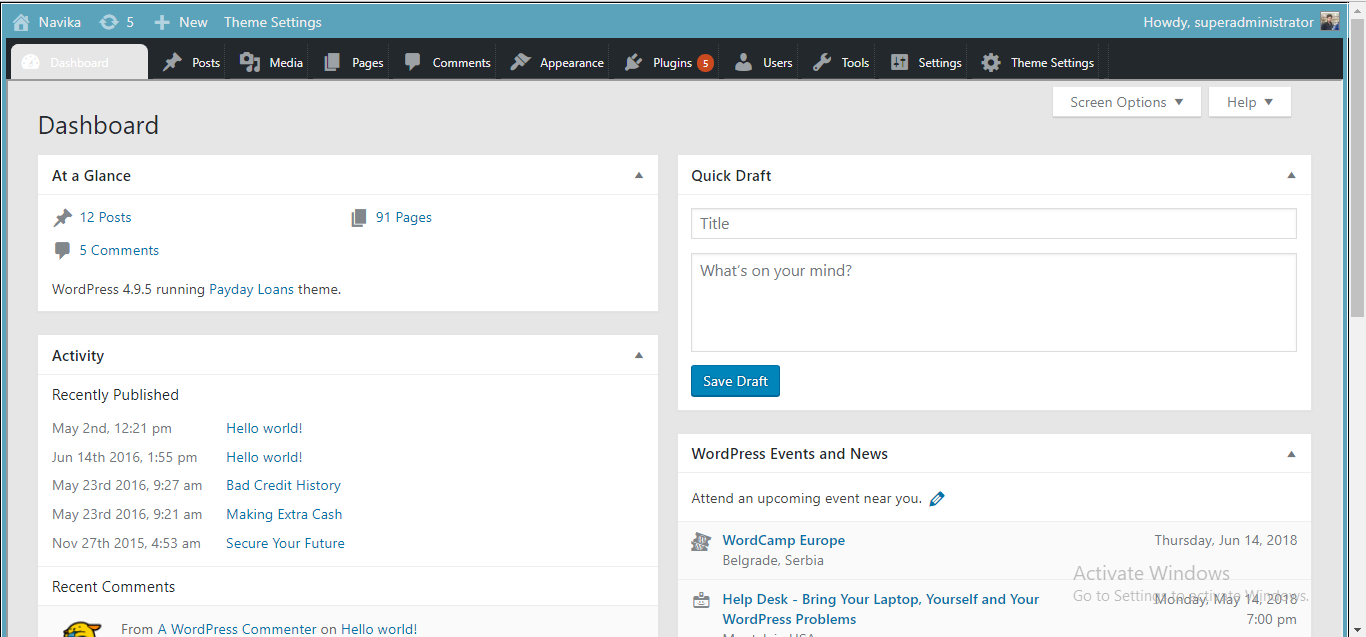 Navika 5 New Theme Settings Howdy, superadministrator
Dashboard Posts Media Pages Comments Appearance Plugins 5 Users Tools Settings Theme Settings
Screen Options Help
Dashboard
At a Glance
12 Posts 91 Pages
5 Comments
WordPress 4.9.5 running Payday Loans theme.
Activity
Recently Published
May 2nd, 12:21 pm Hello world!
Jun 14th 2016, 1:55 pm Hello world!
May 23rd 2016, 9:27 am Bad Credit History
May 23rd 2016, 9:21 am Making Extra Cash
Nov 27th 2015, 4:53 am Secure Your Future
Recent Comments
From A WordPress Commenter on Hello world!
Quick Draft
Title
What's on your mind?
Save Draft
WordPress Events and News
Attend an upcoming event near you.
WordCamp Europe Thursday, Jun 14, 2018
Belgrade, Serbia
Help Desk - Bring Your Laptop, Yourself and Your Monday, May 14, 2018
WordPress Problems 7:00 pm
Activate Windows
Go to Settings to activate Windows.